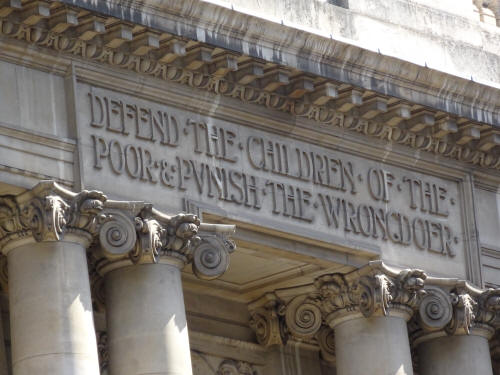 DEFEND·THE·CHILDREN·OF·THE·
POOR·&·PVNISH·THE·WRONGDOER·